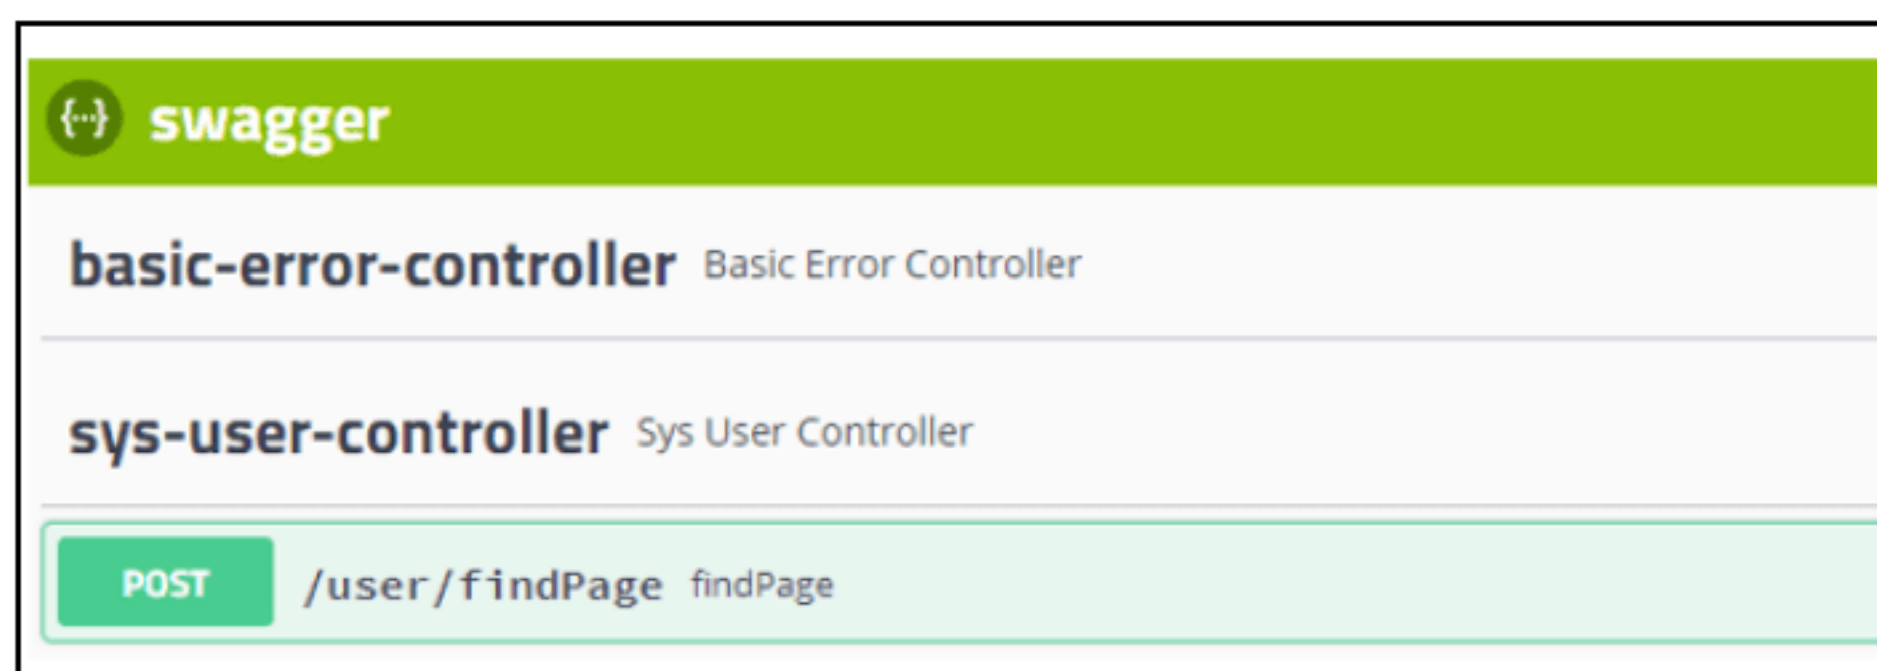 {···} swagger
basic-error-controller Basic Error Controller
sys-user-controller Sys User Controller
POST /user/findPage findPage